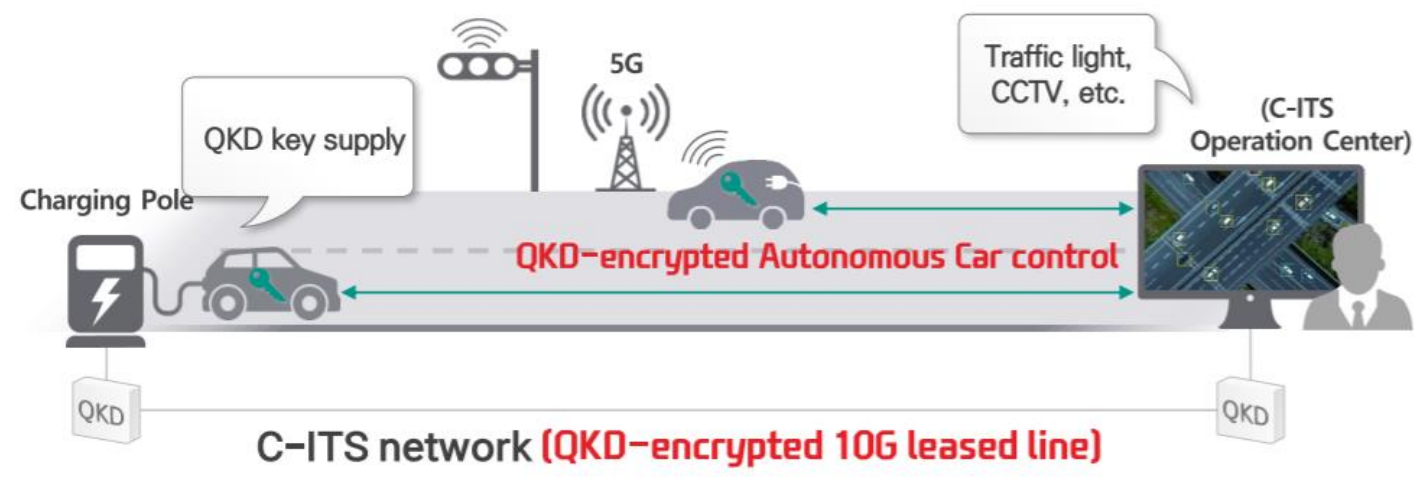 5G
Traffic light,
CCTV, etc.
(C-ITS
Operation Center)
QKD key supply
Charging Pole
QKD-encrypted Autonomous Car control
QKD
QKD
C-ITS network (QKD-encrypted 10G leased line)